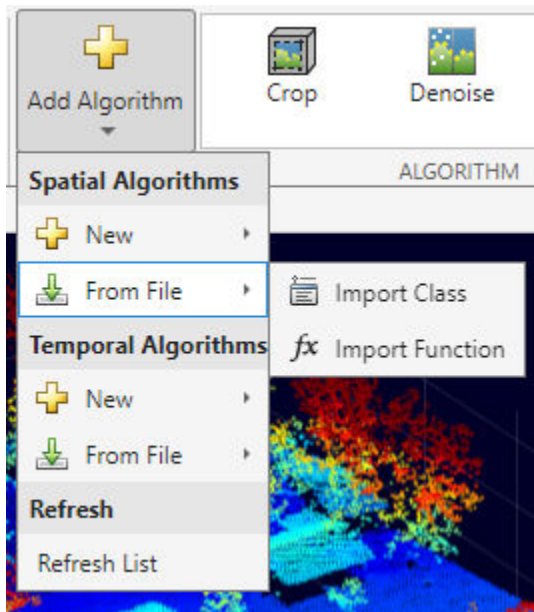 Add Algorithm
Crop
Denoise
ALGORITHM
Spatial Algorithms
New
From File
Import Class
fx Import Function
Temporal Algorithms
New
From File
Refresh
Refresh List